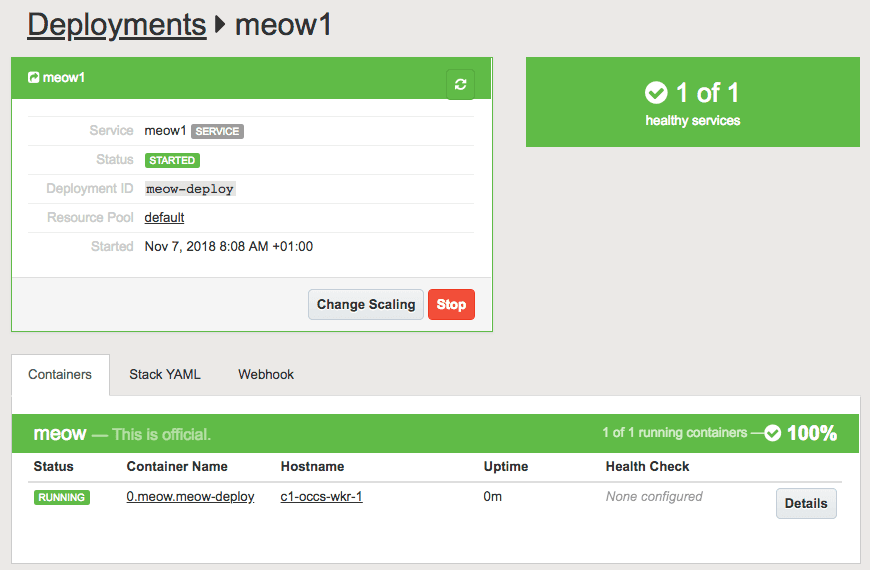 Deployments meow1
meow1
1 of 1
healthy services
Service meow1 SERVICE
Status STARTED
Deployment ID meow-deploy
Resource Pool default
Started Nov 7, 2018 8:08 AM +01:00
Change Scaling Stop
Containers Stack YAML Webhook
meow — This is official. 1 of 1 running containers — 100%
Status Container Name Hostname Uptime Health Check
RUNNING 0.meow.meow-deploy c1-occs-wkr-1 0m None configured Details